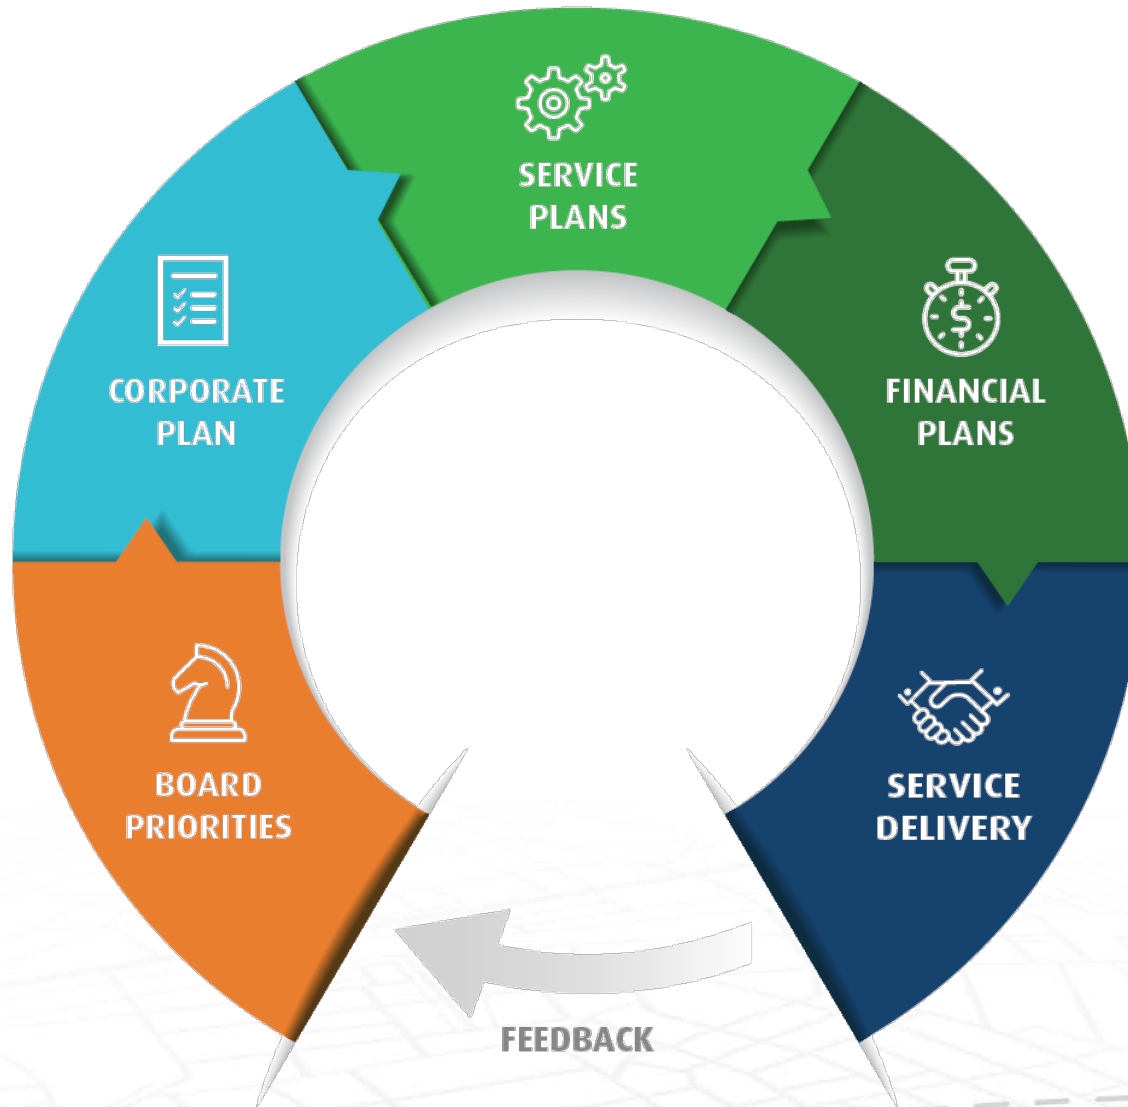 SERVICE
PLANS
CORPORATE
PLAN
FINANCIAL
PLANS
BOARD
PRIORITIES
SERVICE
DELIVERY
FEEDBACK
$